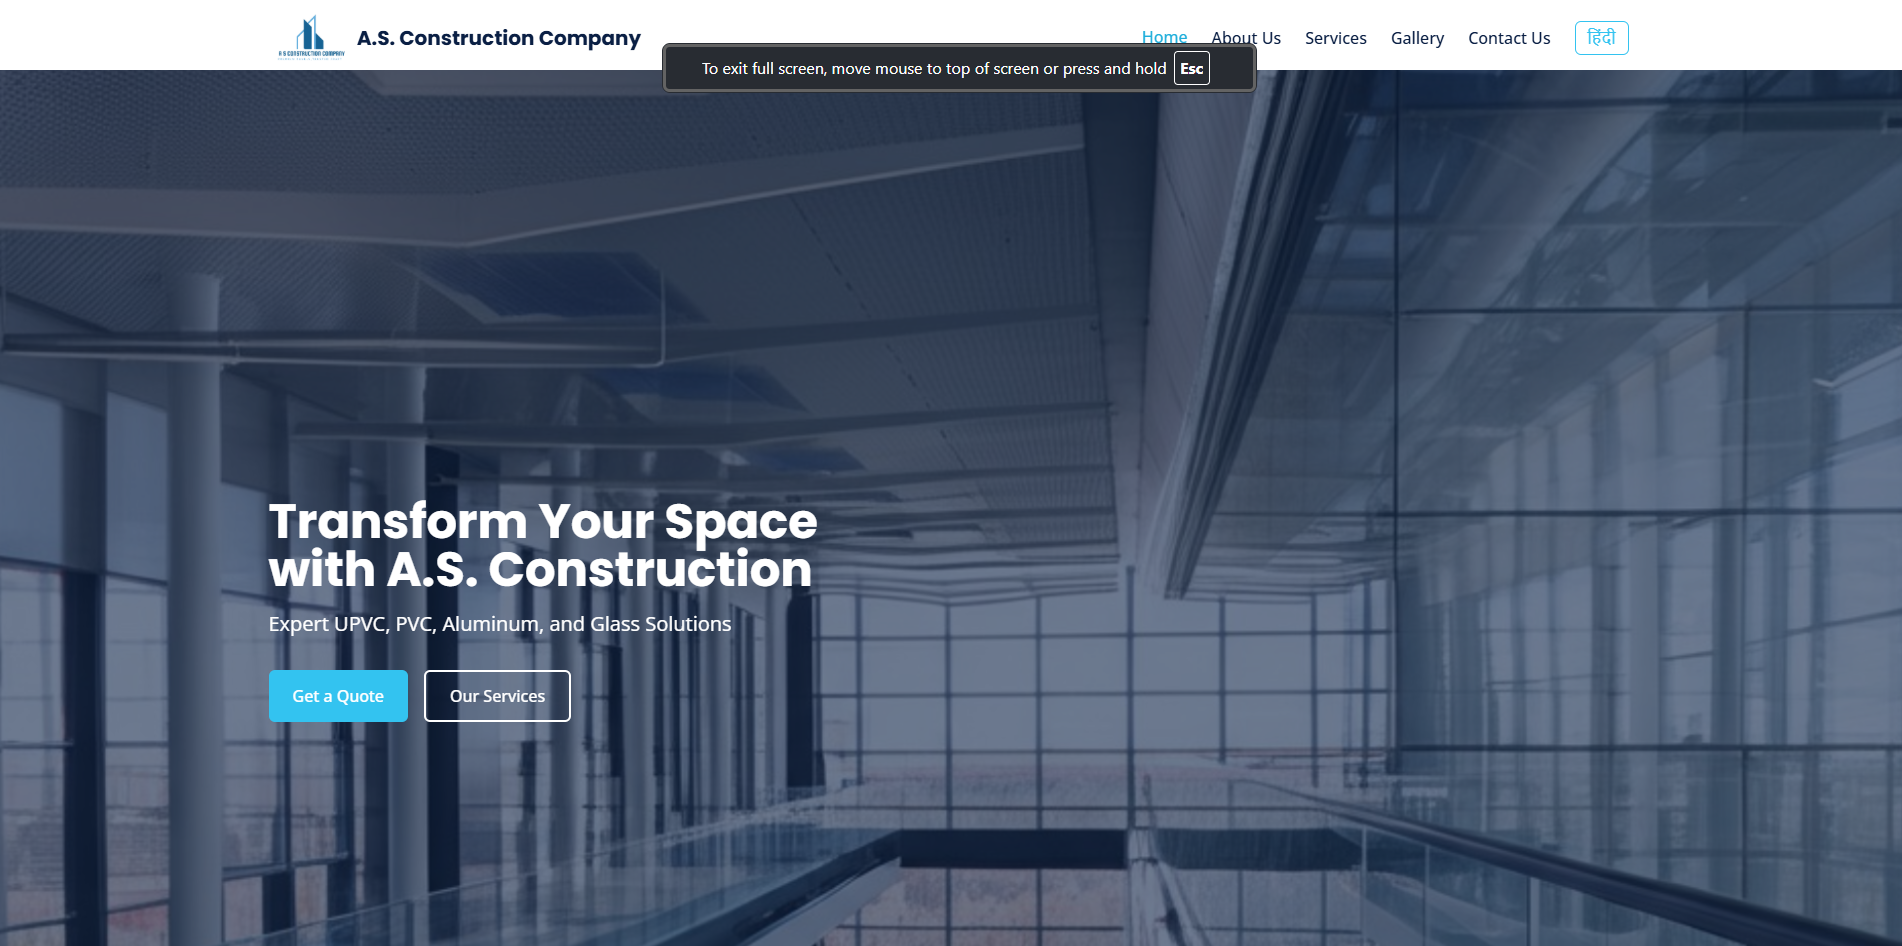 A S CONSTRUCTION COMPANY
A.S. Construction Company
Home
About Us
Services
Gallery
Contact Us
हिंदी
To exit full screen, move mouse to top of screen or press and hold Esc
Transform Your Space
with A.S. Construction
Expert UPVC, PVC, Aluminum, and Glass Solutions
Get a Quote
Our Services